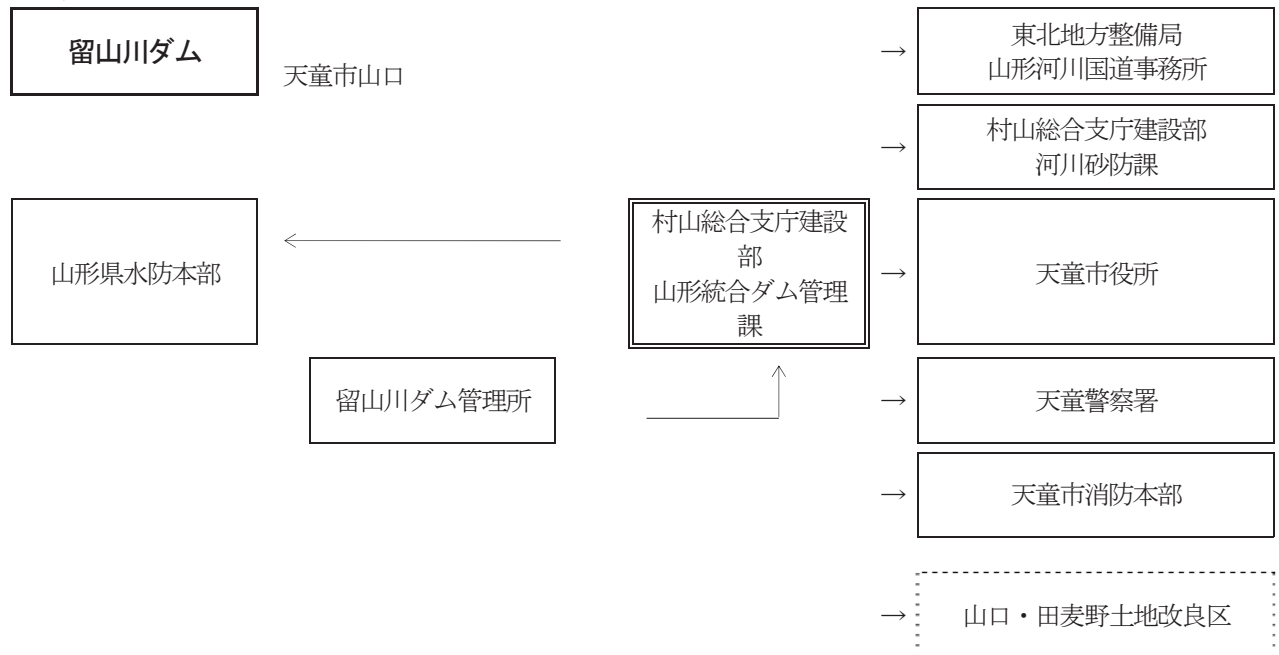 留山川ダム
天童市山口
→
東北地方整備局
山形河川国道事務所
→
村山総合支庁建設部
河川砂防課
山形県水防本部
村山総合支庁建設
部
山形統合ダム管理
課
→
天童市役所
留山川ダム管理所
→
天童警察署
→
天童市消防本部
→
山口・田麦野土地改良区